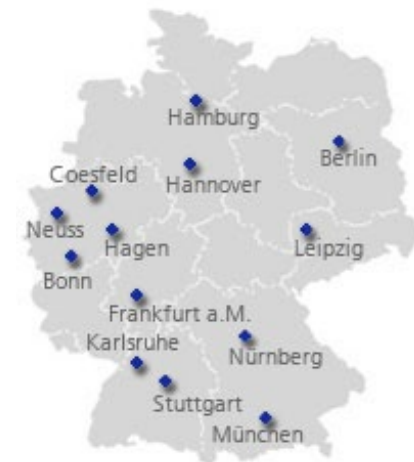 Hamburg
Berlin
Coesfeld
Hannover
Neuss
Hagen
Leipzig
Bonn
Frankfurt a.M.
Karlsruhe
Nürnberg
Stuttgart
München